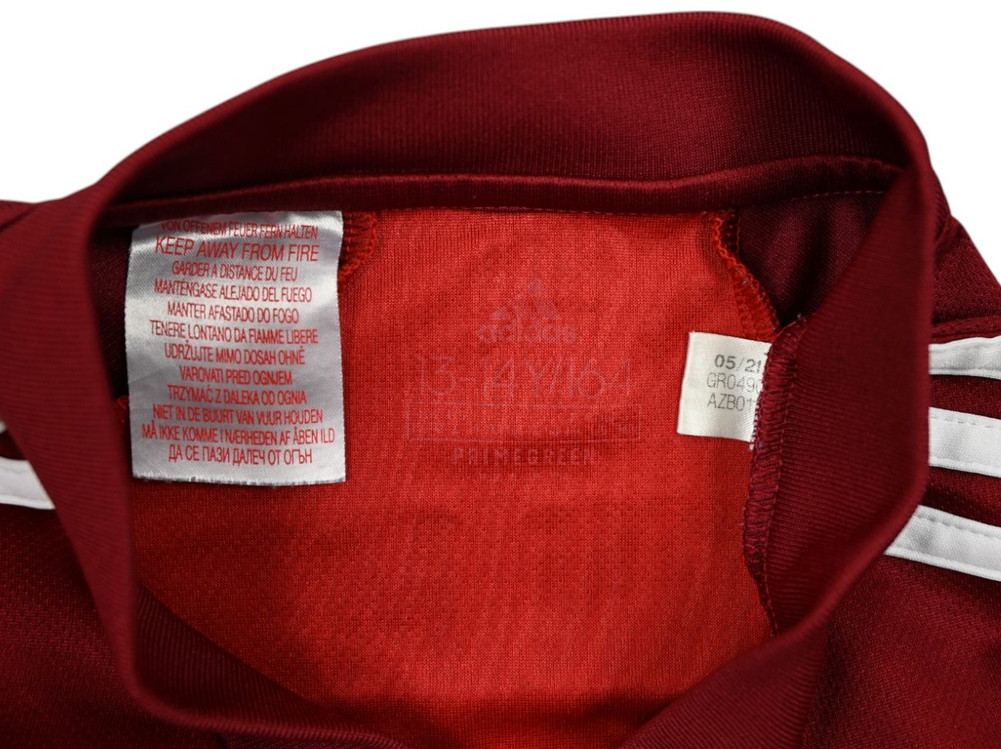 VON OFFENEM FEUER FERN HALTEN
KEEP AWAY FROM FIRE
GARDER A DISTANCE DU FEU
MANTÉNGASE ALEJADO DEL FUEGO
MANTER AFASTADO DO FOGO
TENERE LONTANO DA FIAMME LIBERE
UDRŽUJTE MIMO DOSAH OHNĚ
VAROVATI PRED OGNJEM
TRZYMAĆ Z DALEKA OD OGNIA
NIET IN DE BUURT VAN VUUR HOUDEN
MÅ IKKE KOMME I NÆRHEDEN AF ÅBEN ILD
ДА СЕ ПАЗИ ДАЛЕЧ ОТ ОГЪН
adidas
13-14Y/164
PRIMEGREEN
05/21
GR049
AZB01